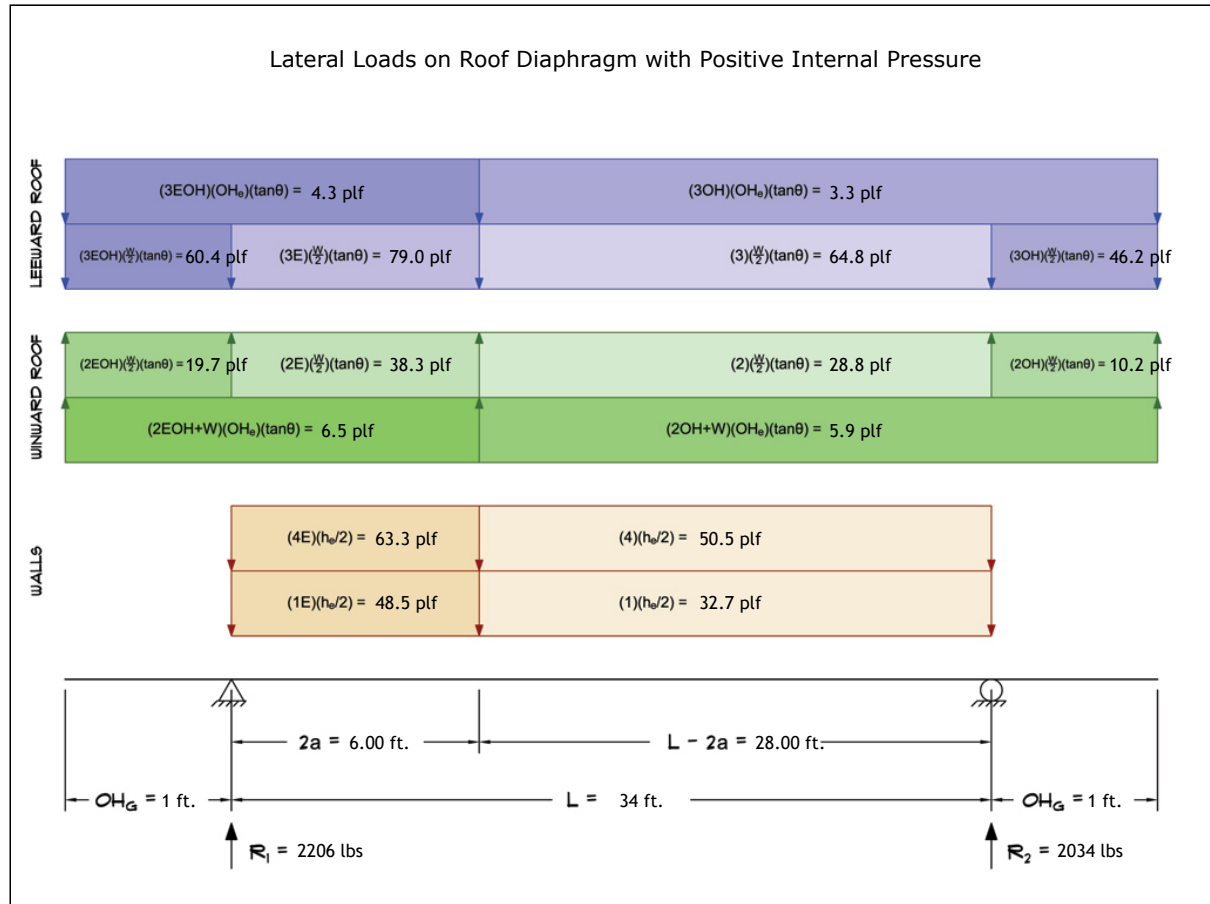 Lateral Loads on Roof Diaphragm with Positive Internal Pressure
LEEWARD ROOF
(3EOH)(OHₑ)(tanθ) = 4.3 plf
(3OH)(OHₑ)(tanθ) = 3.3 plf
(3EOH)(W/2)(tanθ) = 60.4 plf
(3E)(W/2)(tanθ) = 79.0 plf
(3)(W/2)(tanθ) = 64.8 plf
(3OH)(W/2)(tanθ) = 46.2 plf
WINWARD ROOF
(2EOH)(W/2)(tanθ) = 19.7 plf
(2E)(W/2)(tanθ) = 38.3 plf
(2)(W/2)(tanθ) = 28.8 plf
(2OH)(W/2)(tanθ) = 10.2 plf
(2EOH+W)(OHₑ)(tanθ) = 6.5 plf
(2OH+W)(OHₑ)(tanθ) = 5.9 plf
WALLS
(4E)(hₑ/2) = 63.3 plf
(4)(hₑ/2) = 50.5 plf
(1E)(hₑ/2) = 48.5 plf
(1)(hₑ/2) = 32.7 plf
2a = 6.00 ft.
L - 2a = 28.00 ft.
OH_G = 1 ft.
L = 34 ft.
OH_G = 1 ft.
R₁ = 2206 lbs
R₂ = 2034 lbs